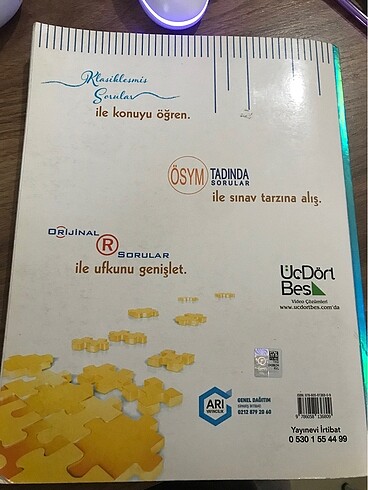 Klasikleşmiş
Sorular
ile konuyu öğren.
ÖSYM TADINDA
SORULAR
ile sınav tarzına alış.
ORİJİNAL
R SORULAR
ile ufkunu genişlet.
ÜçDört
Beş
Video Çözümleri
www.ucdortbes.com'da
ARI
YAYINCILIK
GENEL DAĞITIM
0212 879 20 60
Yayınevi İrtibat
0 530 1 55 44 99